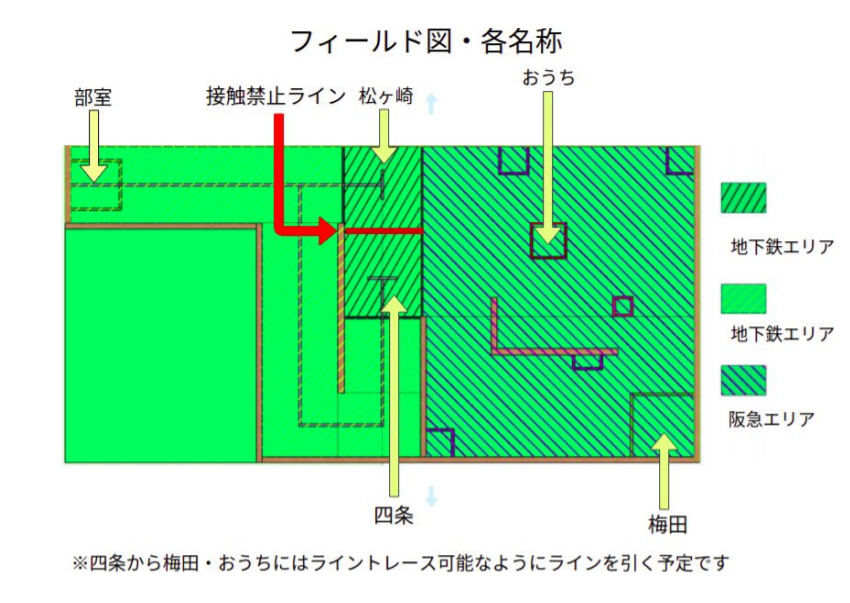 フィールド図・各名称
おうち
部室
接触禁止ライン
松ヶ崎
地下鉄エリア
地下鉄エリア
阪急エリア
四条
梅田
※四条から梅田・おうちにはライントレース可能なようにラインを引く予定です